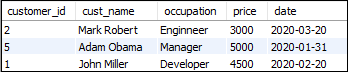 customer_id cust_name occupation price date
2 Mark Robert Enginneer 3000 2020-03-20
5 Adam Obama Manager 5000 2020-01-31
1 John Miller Developer 4500 2020-02-20